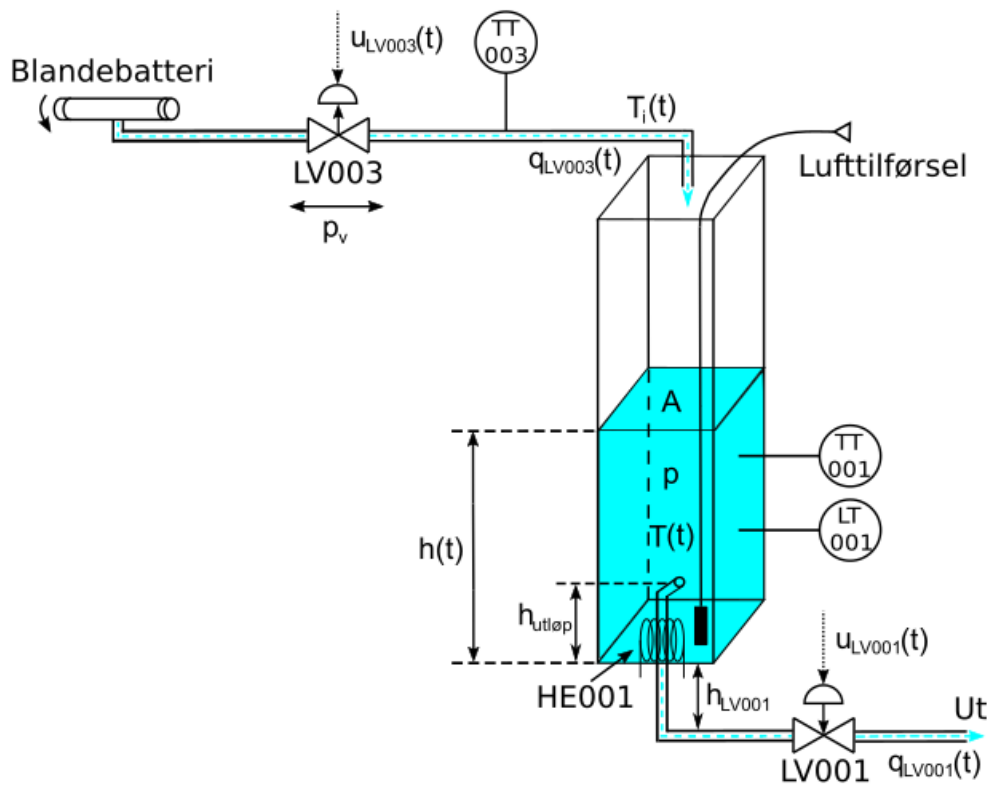 u_LV003(t)
TT
003
Blandebatteri
T_i(t)
LV003
q_LV003(t)
Lufttilførsel
p_v
A
TT
001
p
h(t)
T(t)
LT
001
h_utløp
u_LV001(t)
HE001
h_LV001
Ut
LV001
q_LV001(t)